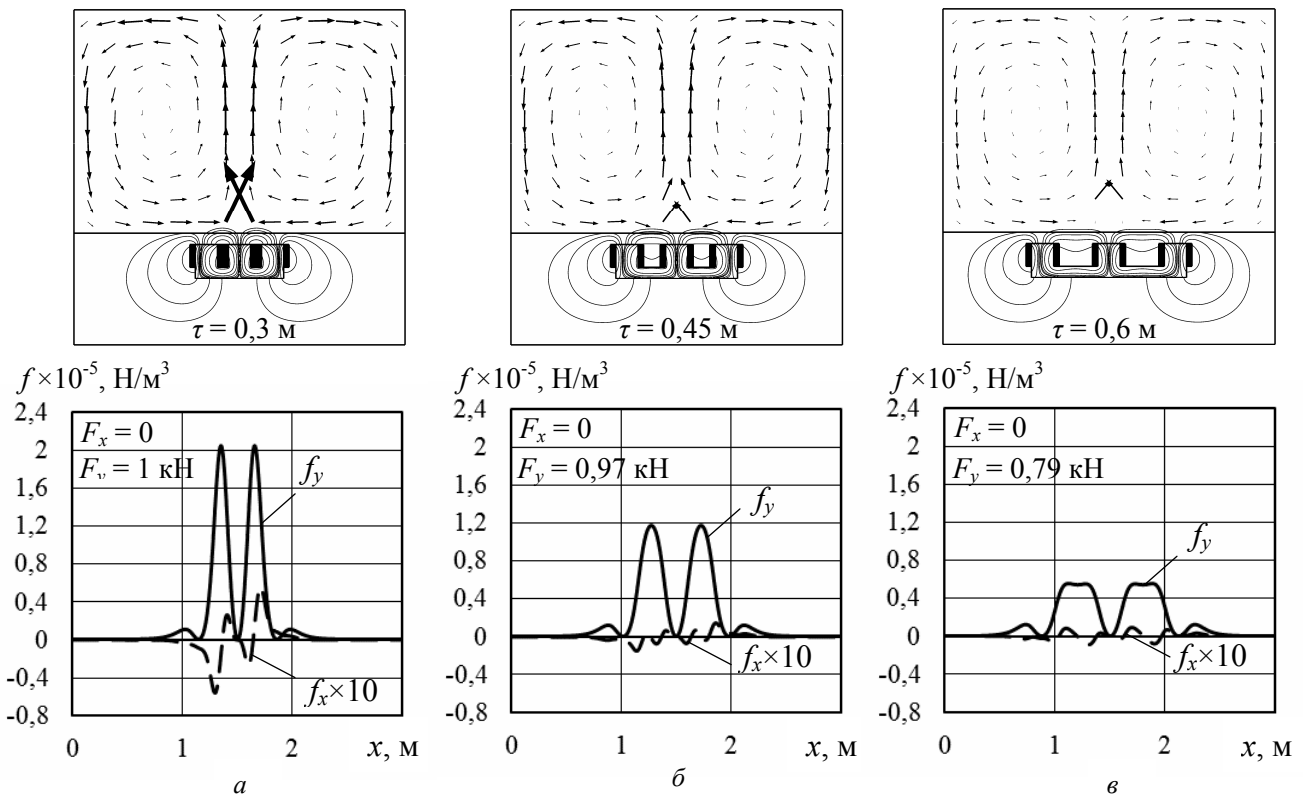 τ = 0,3 м
τ = 0,45 м
τ = 0,6 м
f×10⁻⁵, Н/м³
2,4
2
1,6
1,2
0,8
0,4
0
-0,4
-0,8
F_x = 0
F_y = 1 кН
f_y
f_x×10
0 1 2 x, м
а
f×10⁻⁵, Н/м³
2,4
2
1,6
1,2
0,8
0,4
0
-0,4
-0,8
F_x = 0
F_y = 0,97 кН
f_y
f_x×10
0 1 2 x, м
б
f×10⁻⁵, Н/м³
2,4
2
1,6
1,2
0,8
0,4
0
-0,4
-0,8
F_x = 0
F_y = 0,79 кН
f_y
f_x×10
0 1 2 x, м
в